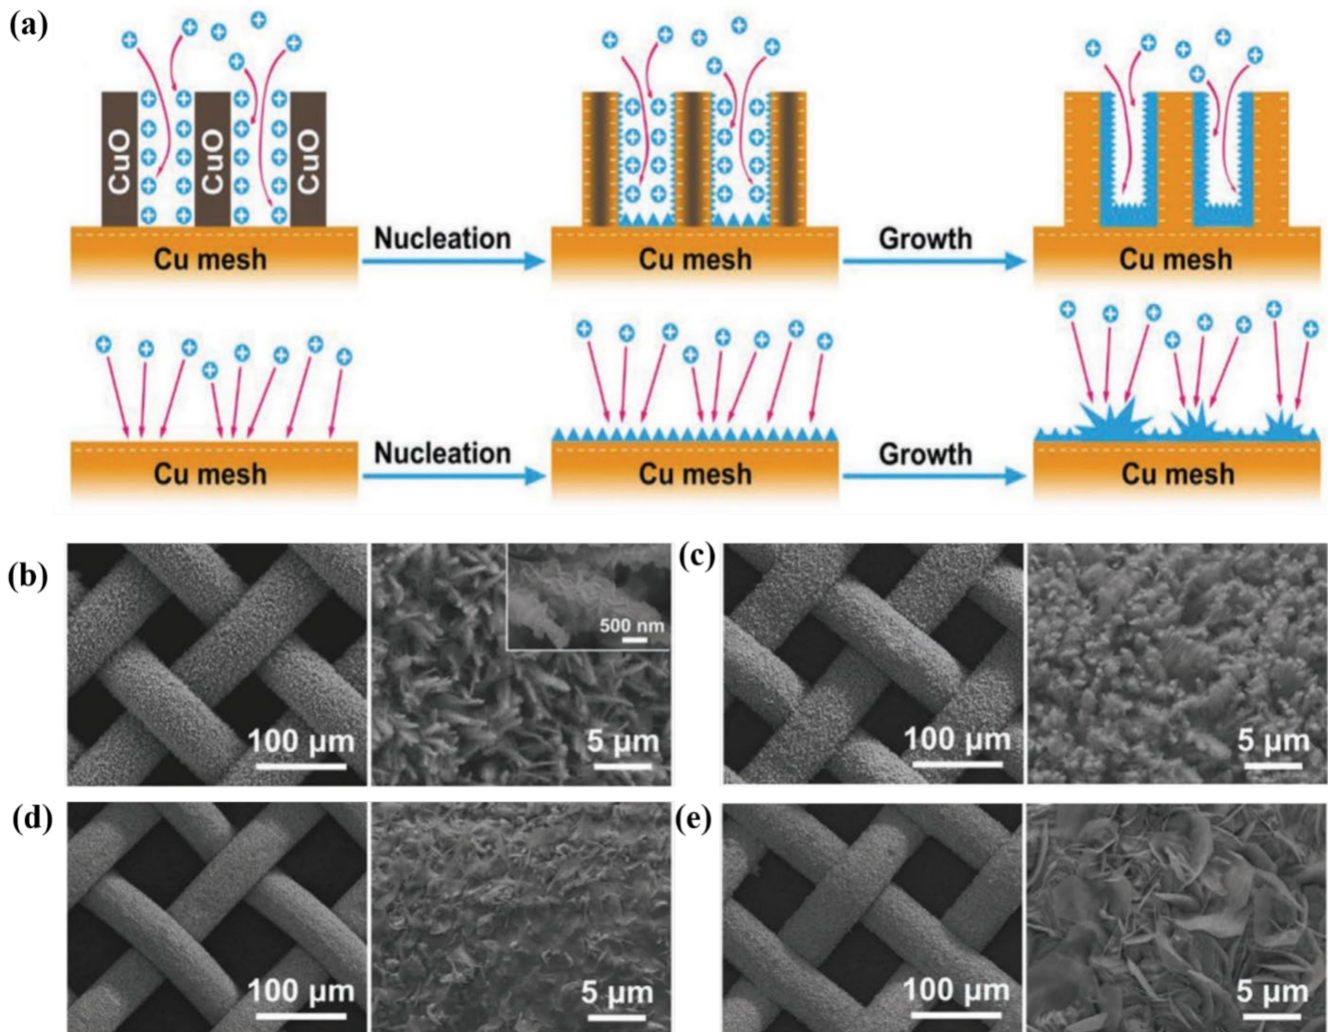 (a)
CuO
CuO
CuO
Cu mesh
Nucleation
Cu mesh
Growth
Cu mesh
Cu mesh
Nucleation
Cu mesh
Growth
Cu mesh
(b)
100 μm
500 nm
5 μm
(c)
100 μm
5 μm
(d)
100 μm
5 μm
(e)
100 μm
5 μm